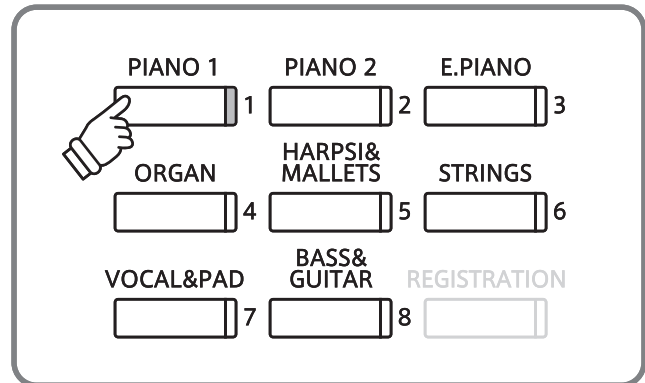 PIANO 1
PIANO 2
E.PIANO
1
2
3
ORGAN
HARPSI&
MALLETS
STRINGS
4
5
6
VOCAL&PAD
BASS&
GUITAR
REGISTRATION
7
8